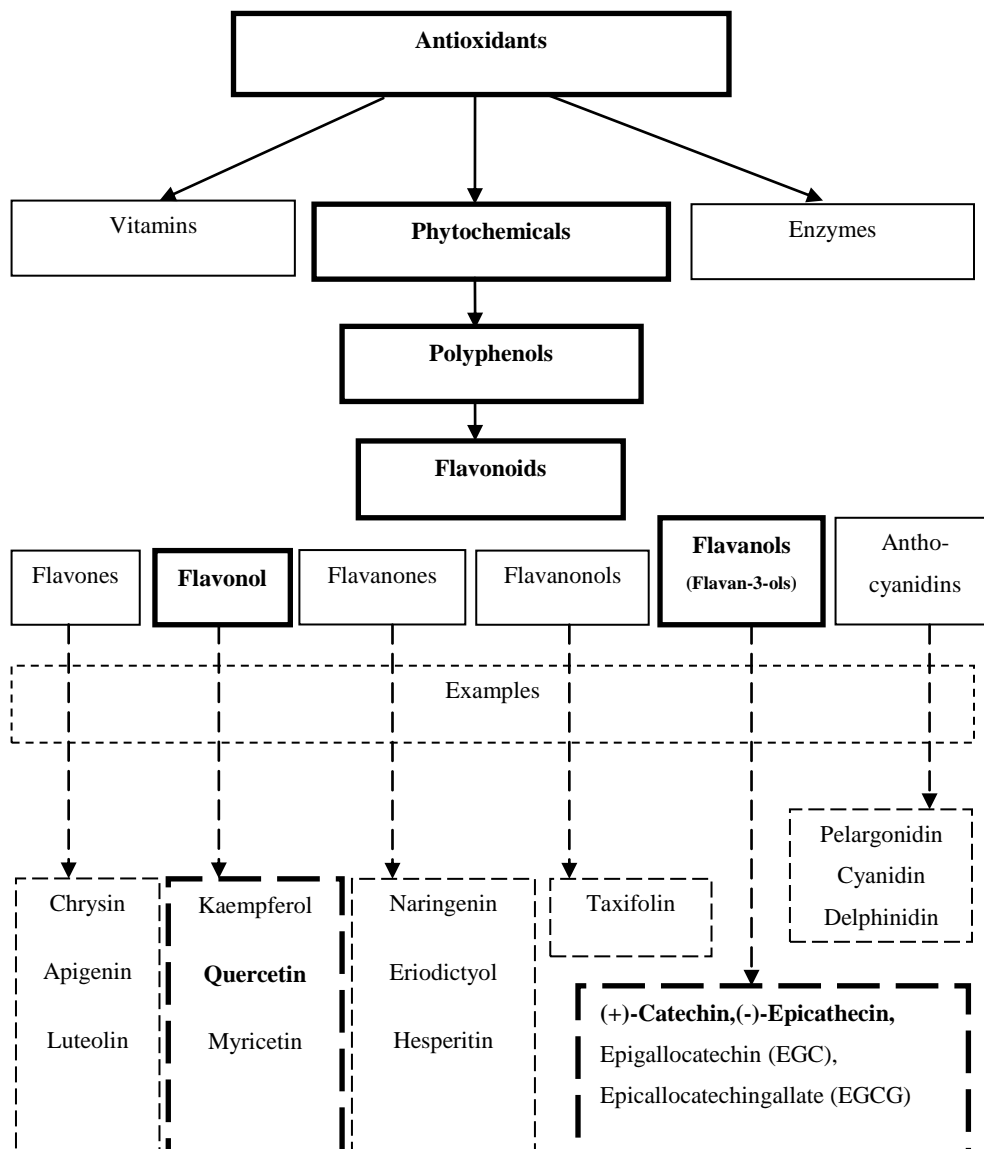 Antioxidants
Vitamins
Phytochemicals
Enzymes
Polyphenols
Flavonoids
Flavones
Flavonol
Flavanones
Flavanonols
Flavanols
(Flavan-3-ols)
Antho-
cyanidins
Examples
Pelargonidin
Cyanidin
Delphinidin
Chrysin
Apigenin
Luteolin
Kaempferol
Quercetin
Myricetin
Naringenin
Eriodictyol
Hesperitin
Taxifolin
(+)-Catechin,(-)-Epicathecin,
Epigallocatechin (EGC),
Epicallocatechingallate (EGCG)